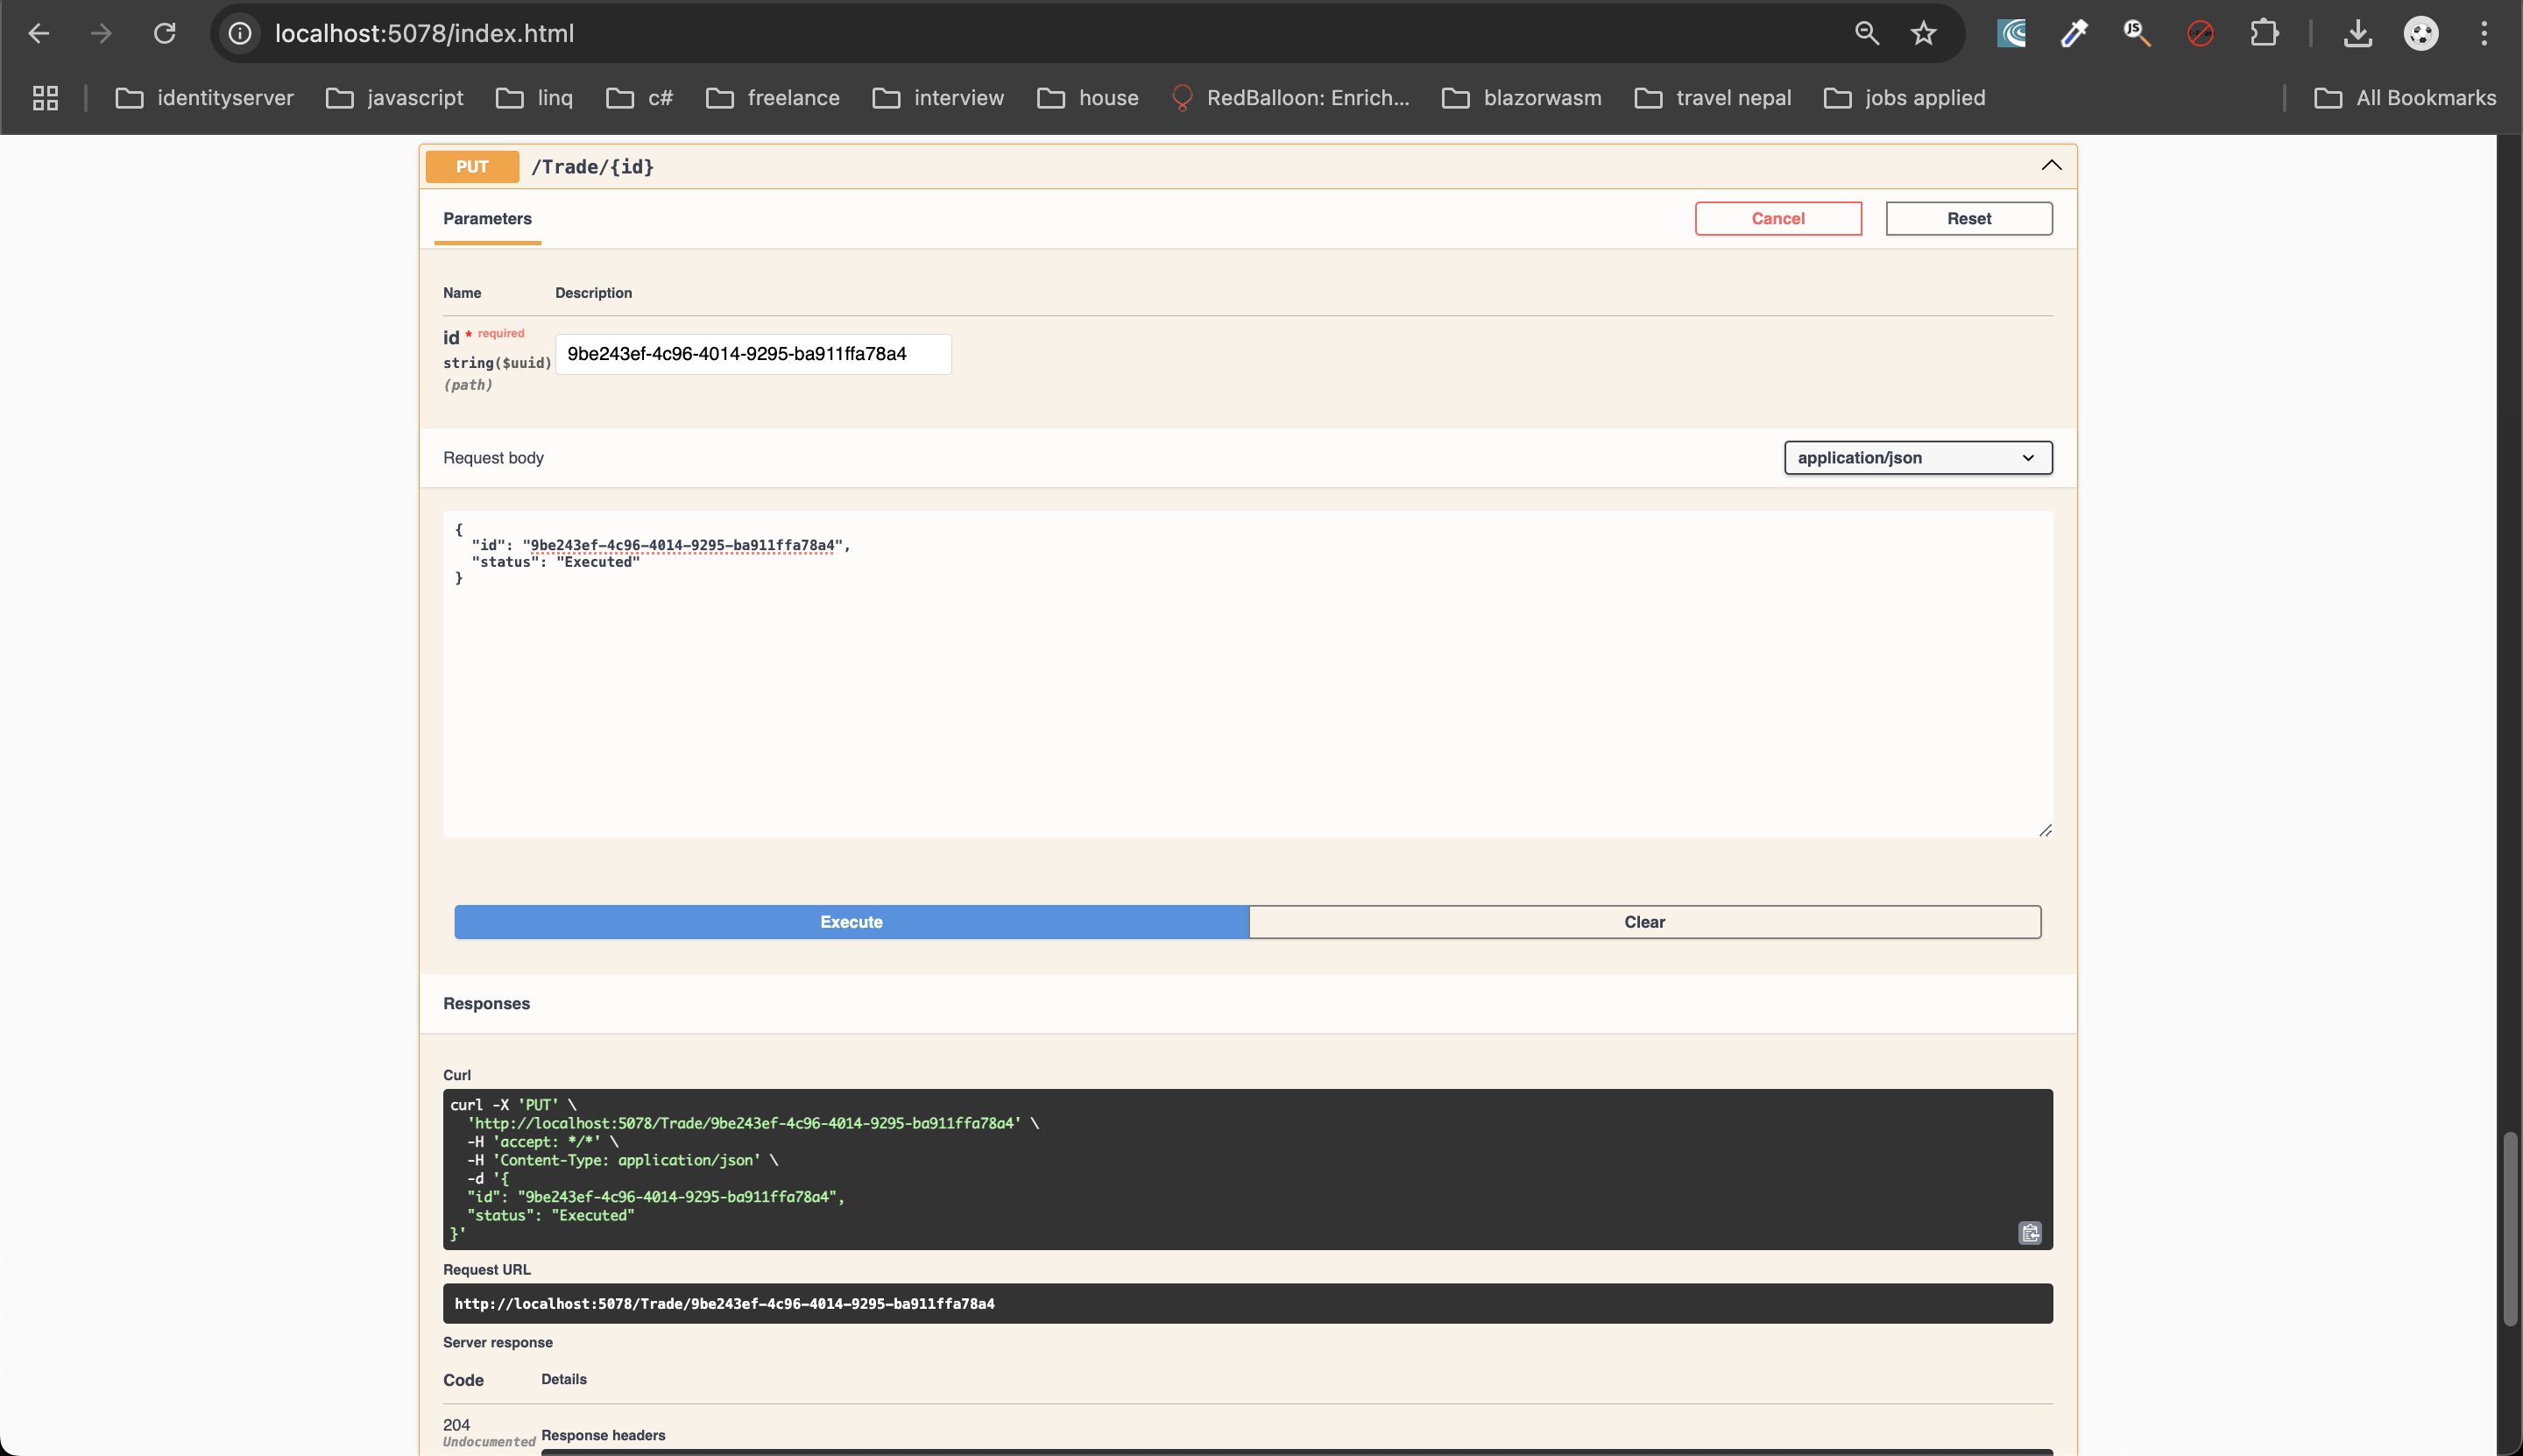 localhost:5078/index.html
JS
identityserver javascript linq c# freelance interview house RedBalloon: Enrich... blazorwasm travel nepal jobs applied All Bookmarks
PUT /Trade/{id}
Parameters Cancel Reset
Name Description
id * required
string($uuid)
(path)
9be243ef-4c96-4014-9295-ba911ffa78a4
Request body application/json
{
"id": "9be243ef-4c96-4014-9295-ba911ffa78a4",
"status": "Executed"
}
Execute Clear
Responses
Curl
curl -X 'PUT' \
'http://localhost:5078/Trade/9be243ef-4c96-4014-9295-ba911ffa78a4' \
-H 'accept: */*' \
-H 'Content-Type: application/json' \
-d '{
"id": "9be243ef-4c96-4014-9295-ba911ffa78a4",
"status": "Executed"
}'
Request URL
http://localhost:5078/Trade/9be243ef-4c96-4014-9295-ba911ffa78a4
Server response
Code Details
204
Undocumented
Response headers